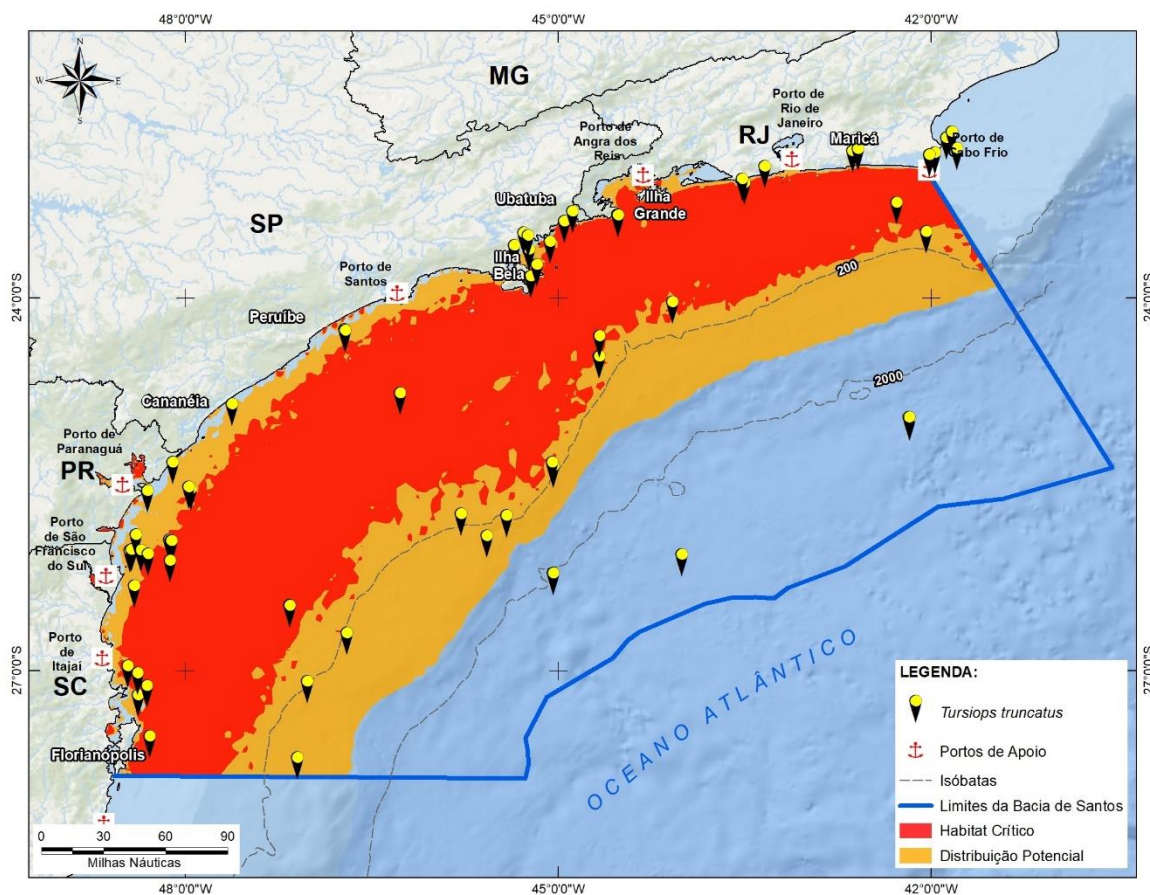 48°0'0"W
45°0'0"W
42°0'0"W
N
W
E
S
MG
Porto de
Rio de
Janeiro
Porto de
Angra dos
Reis
RJ
Maricá
Porto de
Cabo Frio
Ubatuba
Ilha
Grande
SP
Ilha
Bela
Porto de
Santos
200
24°0'0"S
24°0'0"S
Peruíbe
2000
Cananéia
Porto de
Paranaguá
PR
Porto
de São
Francisco
do Sul
Porto
de
Itajaí
27°0'0"S
27°0'0"S
SC
OCEANO ATLÂNTICO
Florianópolis
LEGENDA:
Tursiops truncatus
Portos de Apoio
Isóbatas
Limites da Bacia de Santos
Habitat Crítico
Distribuição Potencial
0 30 60 90
Milhas Náuticas
48°0'0"W
45°0'0"W
42°0'0"W